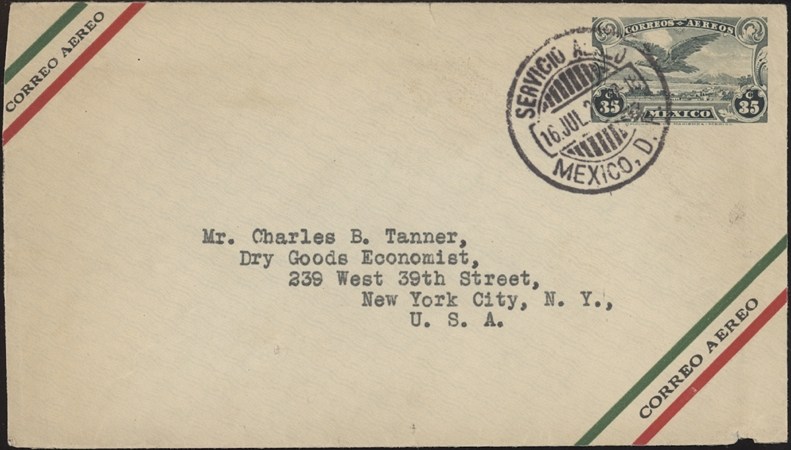 CORREO AEREO
CORREOS AEREOS
35 C 35
MEXICO
SERVICIO AEREO
16.JUL.
MEXICO, D. F.
Mr. Charles B. Tanner,
Dry Goods Economist,
239 West 39th Street,
New York City, N. Y.,
U. S. A.
CORREO AEREO